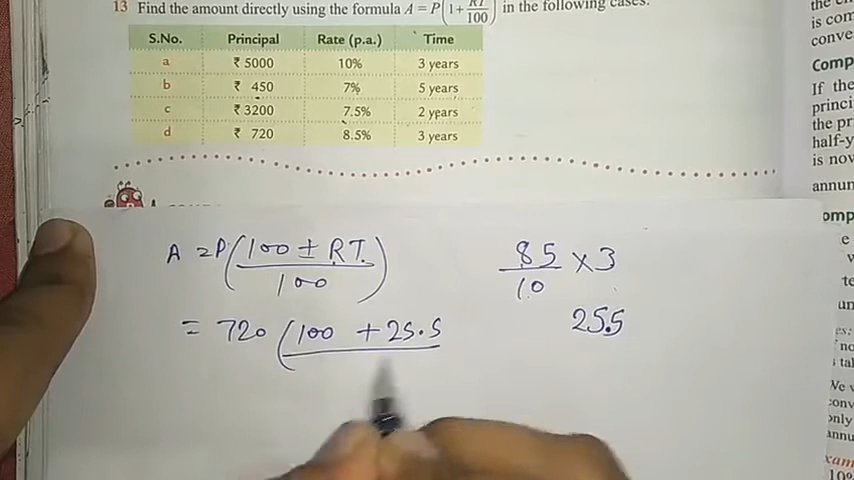 13 Find the amount directly using the formula A = P(1+RT/100) in the following cases.
S.No. Principal Rate (p.a.) Time
a ₹ 5000 10% 3 years
b ₹ 450 7% 5 years
c ₹ 3200 7.5% 2 years
d ₹ 720 8.5% 3 years
A = P(100 ± RT/100)
= 720 (100 + 25.5
85/10 × 3
25.5
is com
conve
Comp
If the
princi
the pr
half-y
is nov
annun
omp